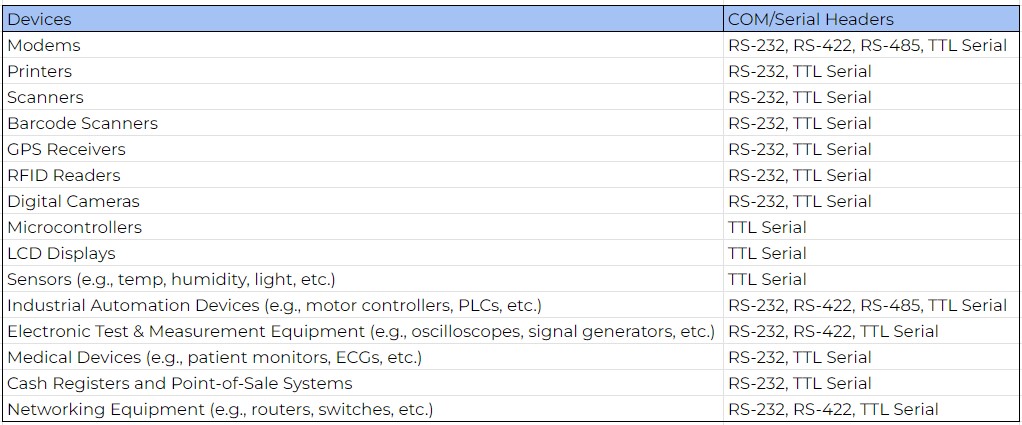 Devices COM/Serial Headers
Modems RS-232, RS-422, RS-485, TTL Serial
Printers RS-232, TTL Serial
Scanners RS-232, TTL Serial
Barcode Scanners RS-232, TTL Serial
GPS Receivers RS-232, TTL Serial
RFID Readers RS-232, TTL Serial
Digital Cameras RS-232, TTL Serial
Microcontrollers TTL Serial
LCD Displays TTL Serial
Sensors (e.g., temp, humidity, light, etc.) TTL Serial
Industrial Automation Devices (e.g., motor controllers, PLCs, etc.) RS-232, RS-422, RS-485, TTL Serial
Electronic Test & Measurement Equipment (e.g., oscilloscopes, signal generators, etc.) RS-232, RS-422, TTL Serial
Medical Devices (e.g., patient monitors, ECGs, etc.) RS-232, TTL Serial
Cash Registers and Point-of-Sale Systems RS-232, TTL Serial
Networking Equipment (e.g., routers, switches, etc.) RS-232, RS-422, TTL Serial